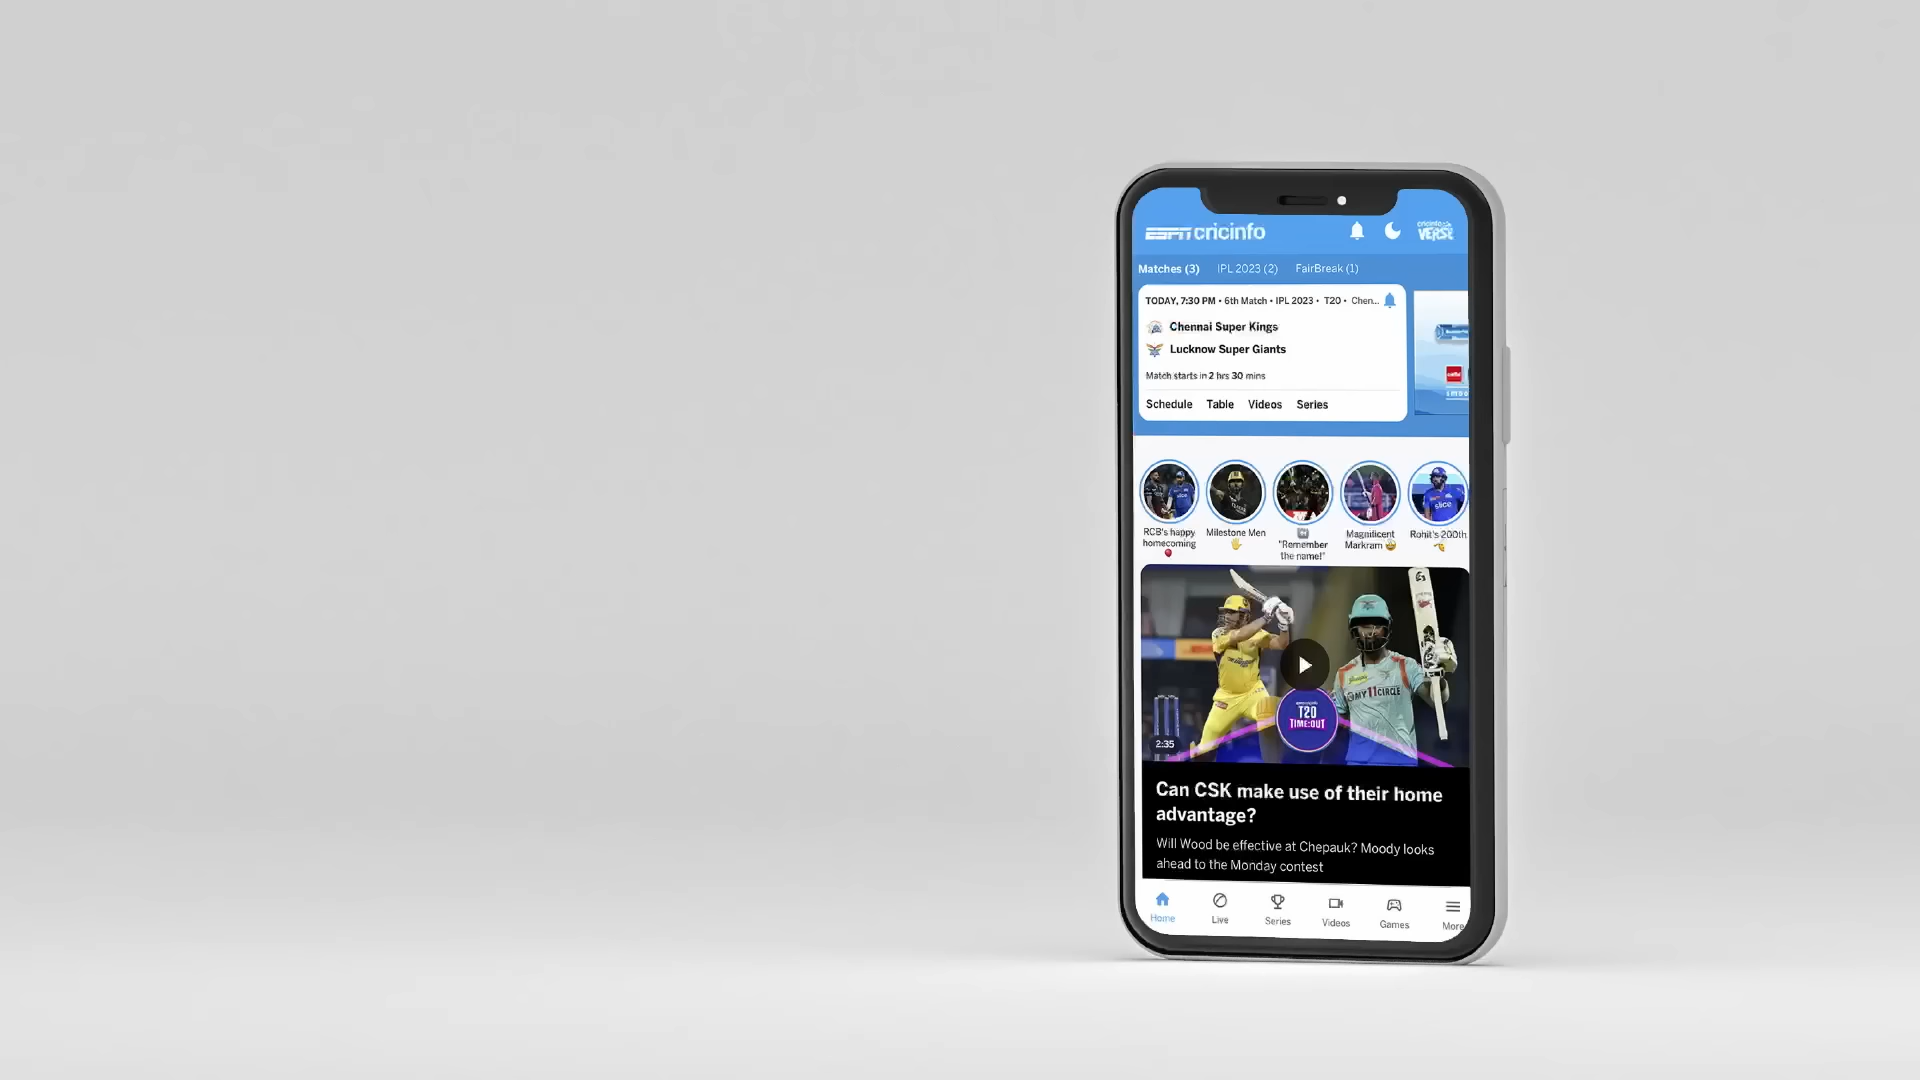 ESPN cricinfo
cricinfo
VERSE
Matches (3) IPL 2023 (2) FairBreak (1)
TODAY, 7:30 PM • 6th Match • IPL 2023 • T20 • Chen...
Chennai Super Kings
Lucknow Super Giants
Match starts in 2 hrs 30 mins
Schedule Table Videos Series
slice
RCB's happy
homecoming
Milestone Men
"Remember
the name!"
Magnificent
Markram
Rohit's 200th
MY11CIRCLE
T20
TIME:OUT
2:35
Can CSK make use of their home
advantage?
Will Wood be effective at Chepauk? Moody looks
ahead to the Monday contest
Home Live Series Videos Games More